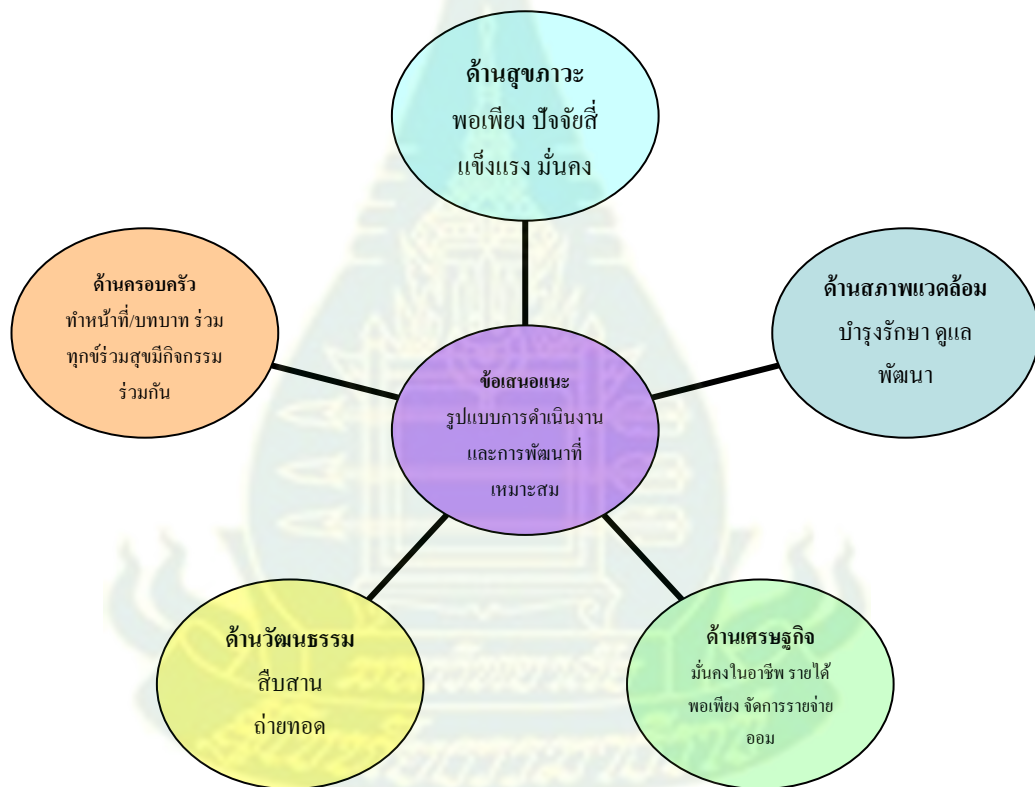 ด้านสุขภาวะ
พอเพียง ปัจจัยสี่
แข็งแรง มั่นคง
ด้านครอบครัว
ทำหน้าที่/บทบาท ร่วม
ทุกข์ร่วมสุขมีกิจกรรม
ร่วมกัน
ด้านสภาพแวดล้อม
บำรุงรักษา ดูแล
พัฒนา
ข้อเสนอแนะ
รูปแบบการดำเนินงาน
และการพัฒนาที่
เหมาะสม
ด้านวัฒนธรรม
สืบสาน
ถ่ายทอด
ด้านเศรษฐกิจ
มั่นคงในอาชีพ รายได้
พอเพียง จัดการรายจ่าย
ออม